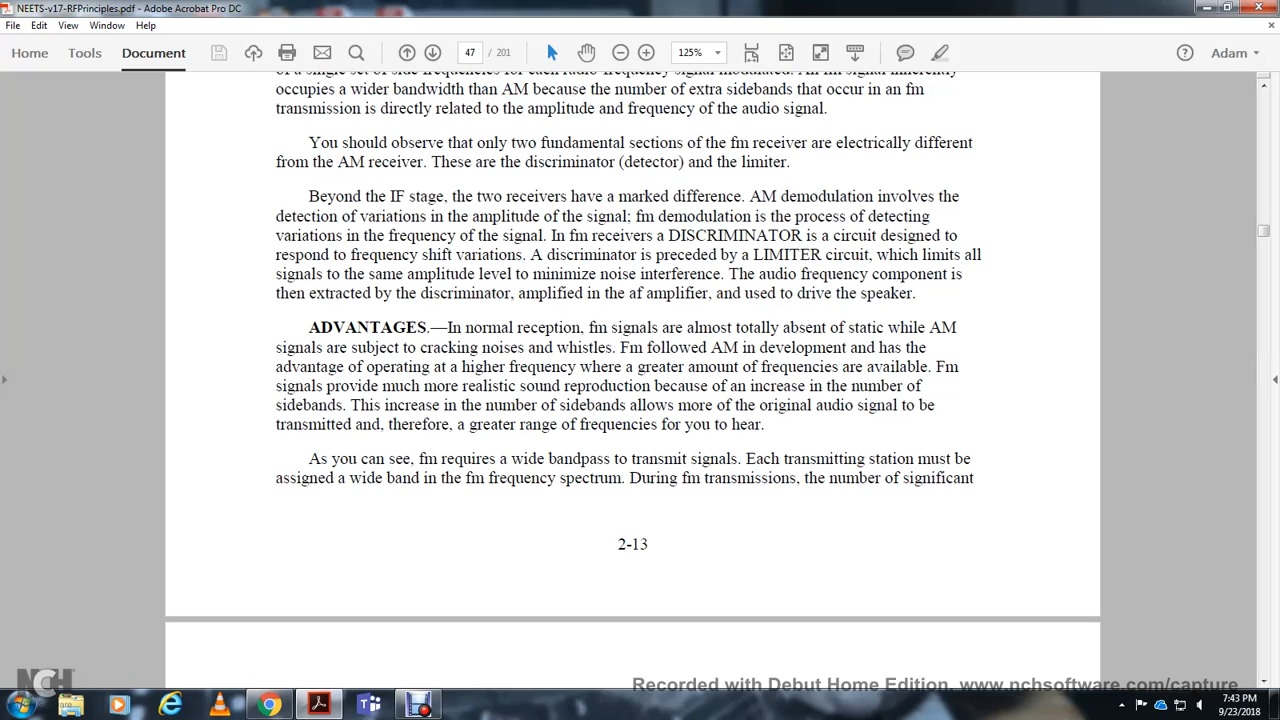 NEETS-v17-RFPrinciples.pdf - Adobe Acrobat Pro DC
File Edit View Window Help
Home Tools Document 47 / 201 125% Adam
of a single set of side frequencies for each radio-frequency signal modulated. An fm signal inherently
occupies a wider bandwidth than AM because the number of extra sidebands that occur in an fm
transmission is directly related to the amplitude and frequency of the audio signal.
You should observe that only two fundamental sections of the fm receiver are electrically different
from the AM receiver. These are the discriminator (detector) and the limiter.
Beyond the IF stage, the two receivers have a marked difference. AM demodulation involves the
detection of variations in the amplitude of the signal; fm demodulation is the process of detecting
variations in the frequency of the signal. In fm receivers a DISCRIMINATOR is a circuit designed to
respond to frequency shift variations. A discriminator is preceded by a LIMITER circuit, which limits all
signals to the same amplitude level to minimize noise interference. The audio frequency component is
then extracted by the discriminator, amplified in the af amplifier, and used to drive the speaker.
ADVANTAGES.—In normal reception, fm signals are almost totally absent of static while AM
signals are subject to cracking noises and whistles. Fm followed AM in development and has the
advantage of operating at a higher frequency where a greater amount of frequencies are available. Fm
signals provide much more realistic sound reproduction because of an increase in the number of
sidebands. This increase in the number of sidebands allows more of the original audio signal to be
transmitted and, therefore, a greater range of frequencies for you to hear.
As you can see, fm requires a wide bandpass to transmit signals. Each transmitting station must be
assigned a wide band in the fm frequency spectrum. During fm transmissions, the number of significant
2-13
NCH
Recorded with Debut Home Edition. www.nchsoftware.com/capture
7:43 PM
9/23/2018